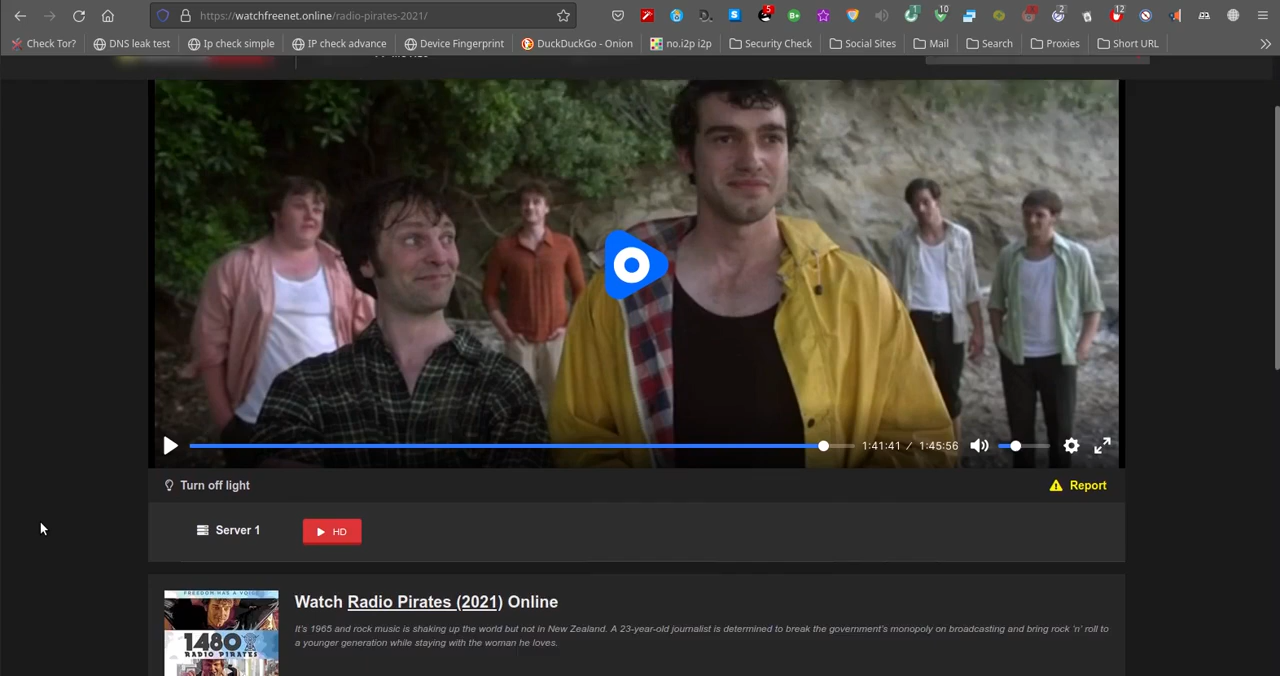 https://watchfreenet.online/radio-pirates-2021/
5
1
10
2
12
Check Tor?
DNS leak test
Ip check simple
IP check advance
Device Fingerprint
DuckDuckGo - Onion
no.i2p i2p
Security Check
Social Sites
Mail
Search
Proxies
Short URL
1:41:41 / 1:45:56
Turn off light
Report
Server 1
HD
FREEDOM HAS A VOICE
1480
RADIO PIRATES
Watch Radio Pirates (2021) Online
It's 1965 and rock music is shaking up the world but not in New Zealand. A 23-year-old journalist is determined to break the government's monopoly on broadcasting and bring rock 'n' roll to
a younger generation while staying with the woman he loves.